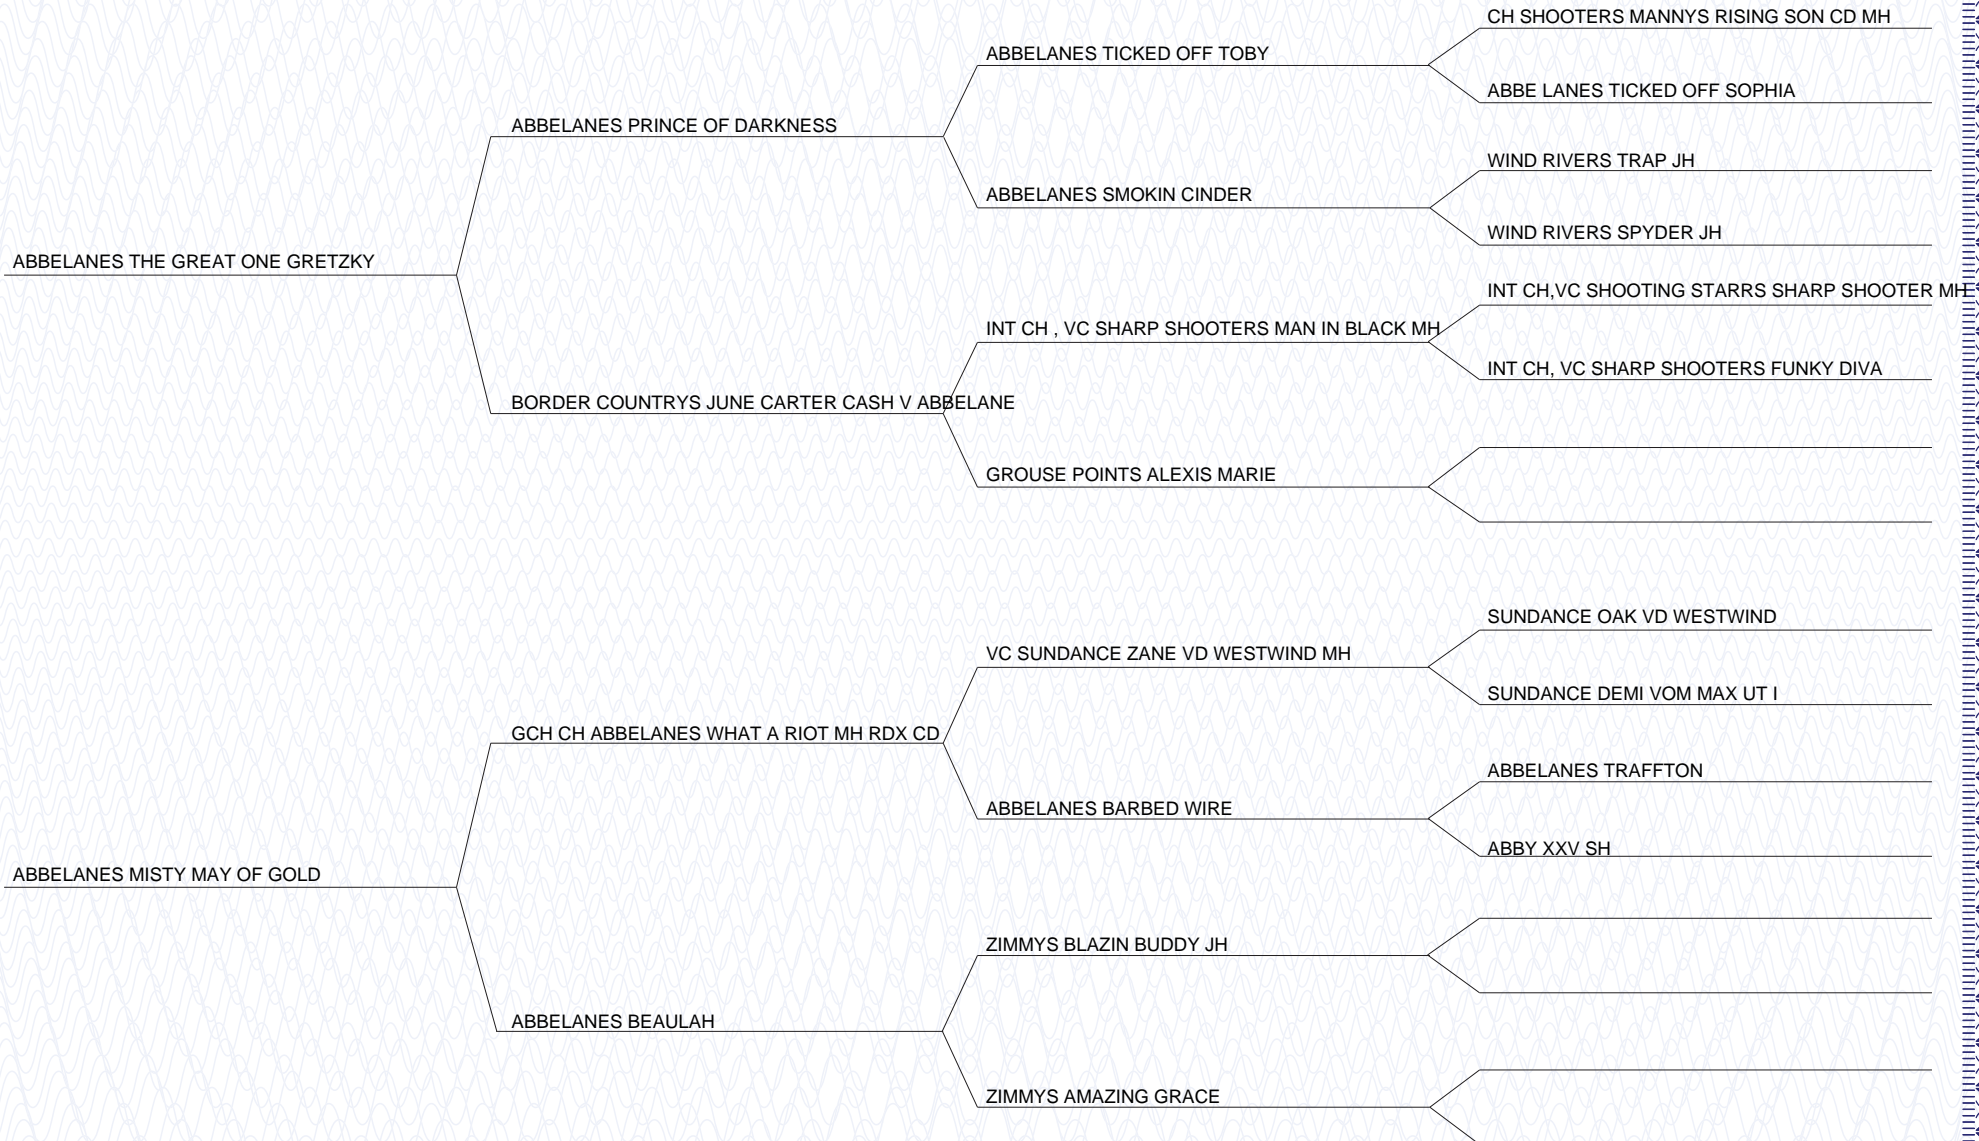 CH SHOOTERS MANNYS RISING SON CD MH
ABBELANES TICKED OFF TOBY
ABBE LANES TICKED OFF SOPHIA
ABBELANES PRINCE OF DARKNESS
WIND RIVERS TRAP JH
ABBELANES SMOKIN CINDER
WIND RIVERS SPYDER JH
ABBELANES THE GREAT ONE GRETZKY
INT CH,VC SHOOTING STARRS SHARP SHOOTER MH
INT CH , VC SHARP SHOOTERS MAN IN BLACK MH
INT CH, VC SHARP SHOOTERS FUNKY DIVA
BORDER COUNTRYS JUNE CARTER CASH V ABBELANE
GROUSE POINTS ALEXIS MARIE
SUNDANCE OAK VD WESTWIND
VC SUNDANCE ZANE VD WESTWIND MH
SUNDANCE DEMI VOM MAX UT I
GCH CH ABBELANES WHAT A RIOT MH RDX CD
ABBELANES TRAFFTON
ABBELANES BARBED WIRE
ABBY XXV SH
ABBELANES MISTY MAY OF GOLD
ZIMMYS BLAZIN BUDDY JH
ABBELANES BEAULAH
ZIMMYS AMAZING GRACE